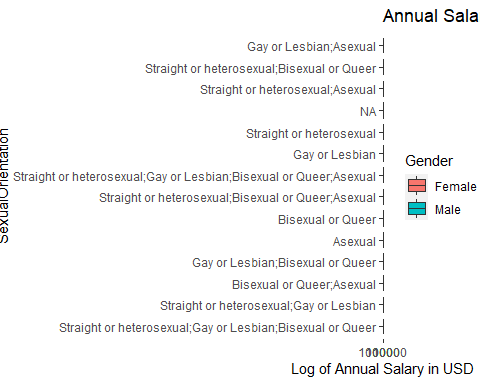 Annual Sala
Gay or Lesbian;Asexual
Straight or heterosexual;Bisexual or Queer
Straight or heterosexual;Asexual
NA
Straight or heterosexual
Gay or Lesbian
Straight or heterosexual;Gay or Lesbian;Bisexual or Queer;Asexual
Straight or heterosexual;Bisexual or Queer;Asexual
Bisexual or Queer
Asexual
Gay or Lesbian;Bisexual or Queer
Bisexual or Queer;Asexual
Straight or heterosexual;Gay or Lesbian
Straight or heterosexual;Gay or Lesbian;Bisexual or Queer
SexualOrientation
Gender
Female
Male
Log of Annual Salary in USD